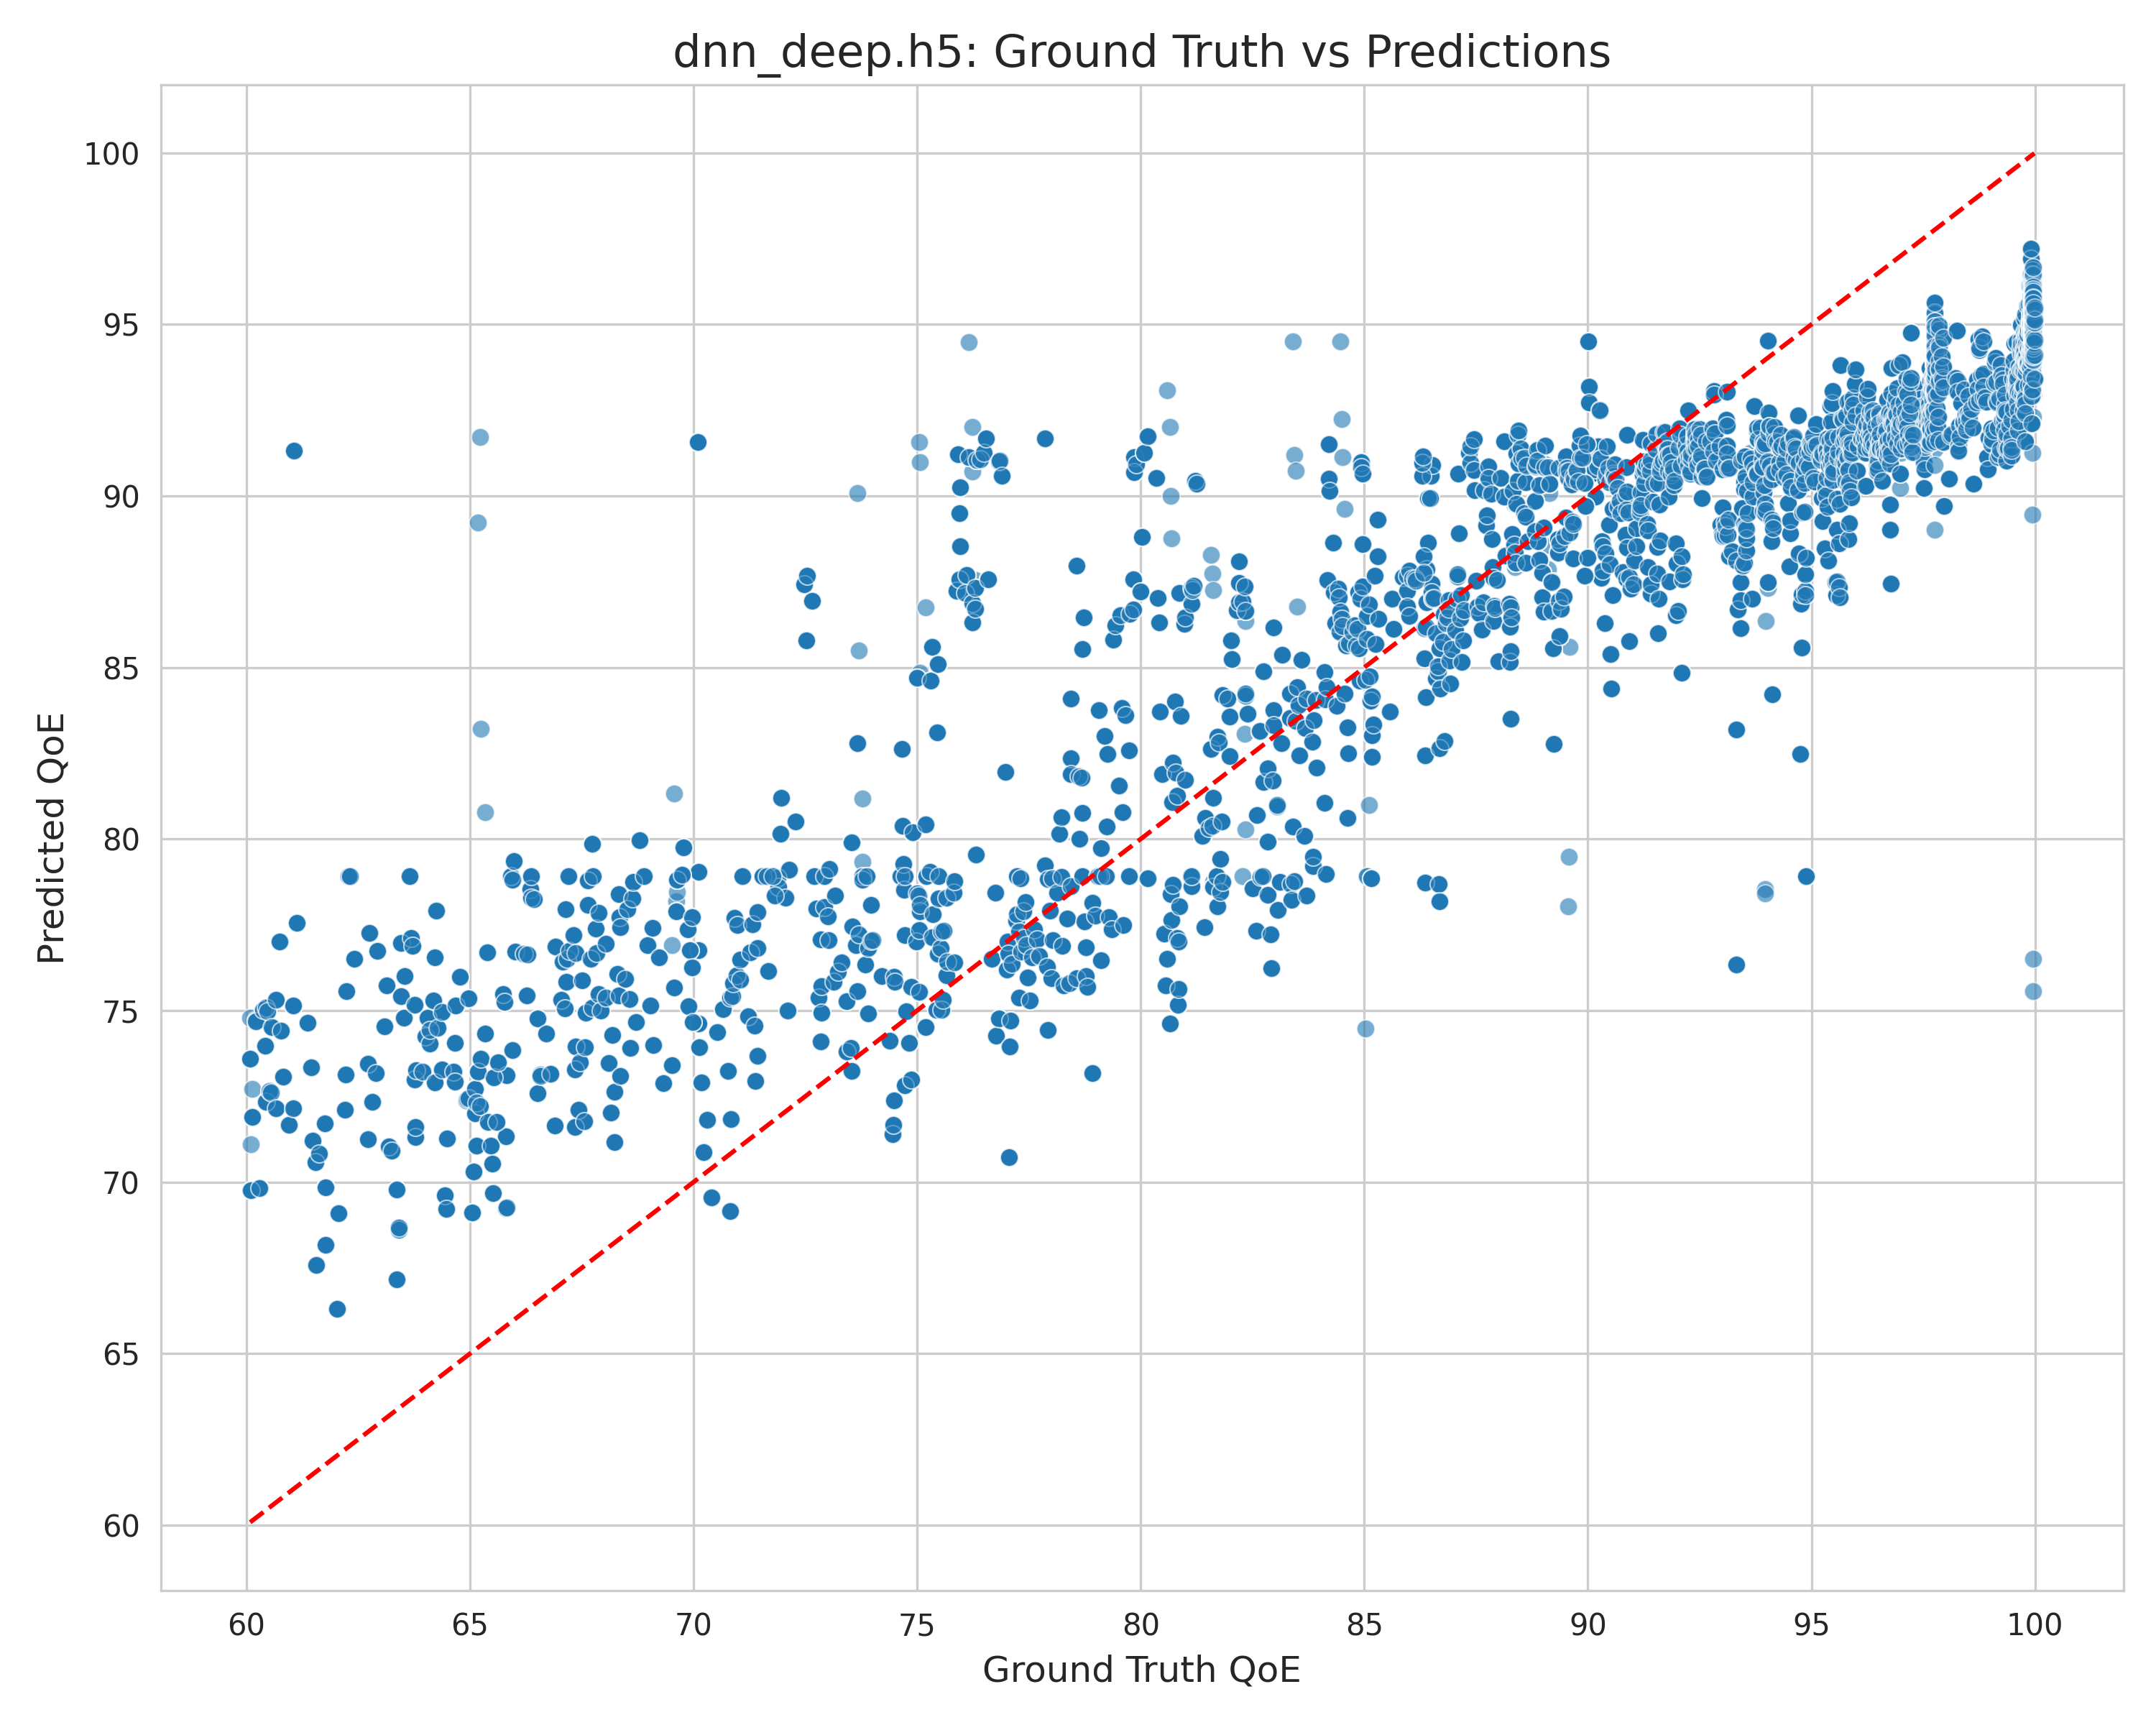 dnn_deep.h5: Ground Truth vs Predictions
Predicted QoE
100
95
90
85
80
75
70
65
60
60 65 70 75 80 85 90 95 100
Ground Truth QoE